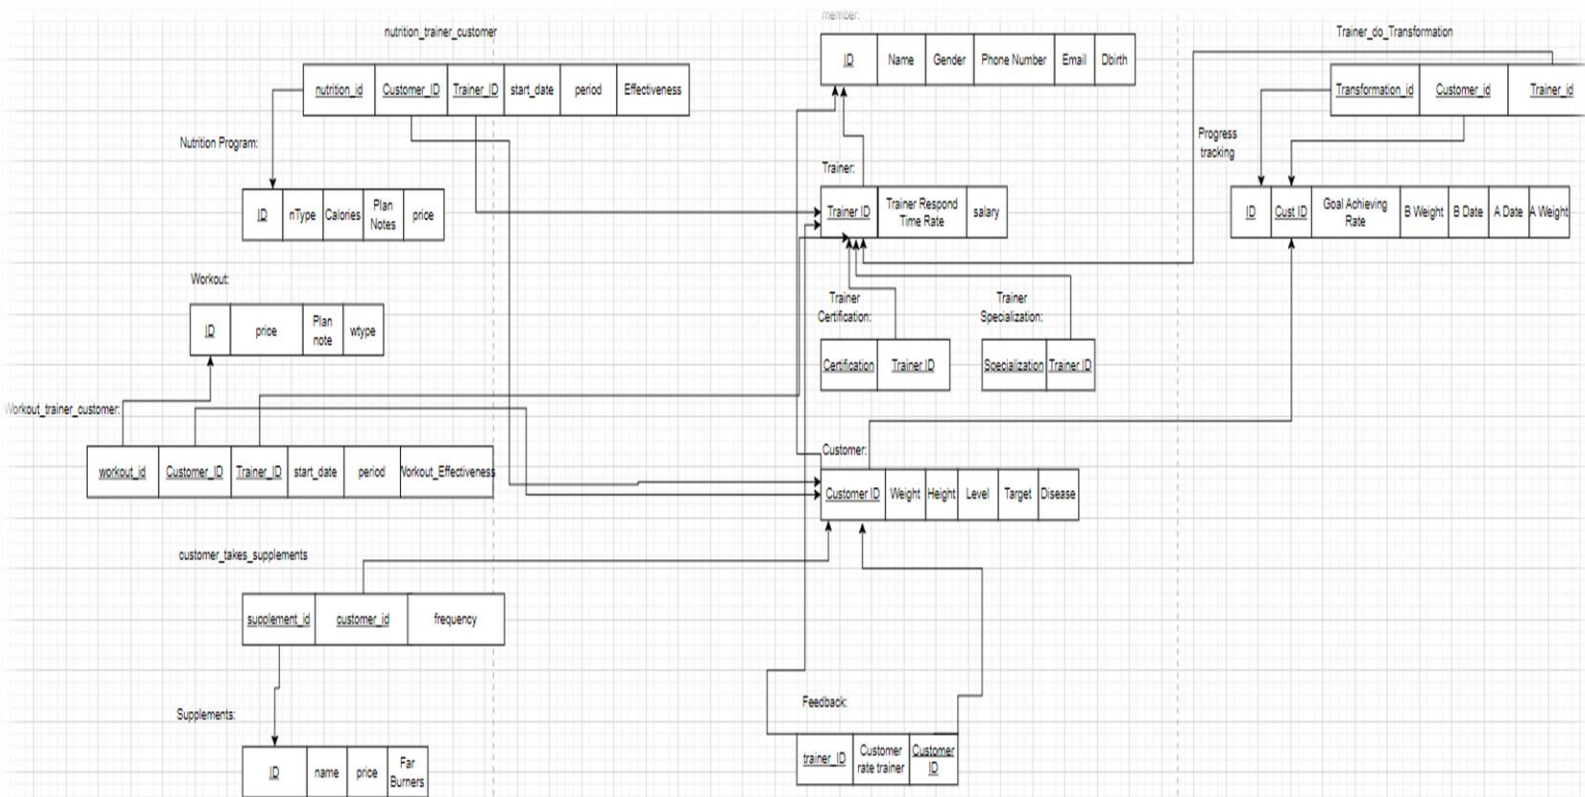 member:
nutrition_trainer_customer
Trainer_do_Transformation
ID Name Gender Phone Number Email Dbirth
nutrition_id Customer_ID Trainer_ID start_date period Effectiveness
Transformation_id Customer_id Trainer_id
Nutrition Program:
Progress
tracking
Trainer:
ID nType Calories Plan
Notes price
Trainer ID Trainer Respond
Time Rate salary
ID Cust ID Goal Achieving
Rate B Weight B Date A Date A Weight
Workout:
Trainer
Certification:
Trainer
Specialization:
ID price Plan
note wtype
Certification Trainer ID
Specialization Trainer ID
Workout_trainer_customer:
Customer:
workout_id Customer_ID Trainer_ID start_date period Workout_Effectiveness
Customer ID Weight Height Level Target Disease
customer_takes_supplements
supplement_id customer_id frequency
Supplements:
Feedback:
ID name price Far
Burners
trainer_ID Customer
rate trainer Customer
ID